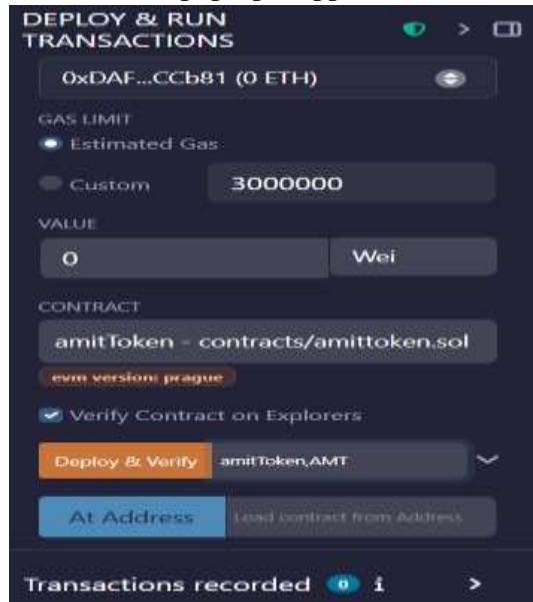 DEPLOY & RUN
TRANSACTIONS
0xDAF...CCb81 (0 ETH)
GAS LIMIT
Estimated Gas
Custom 3000000
VALUE
0 Wei
CONTRACT
amitToken - contracts/amittoken.sol
evm version: prague
Verify Contract on Explorers
Deploy & Verify amitToken,AMT
At Address Load contract from Address
Transactions recorded 0 i